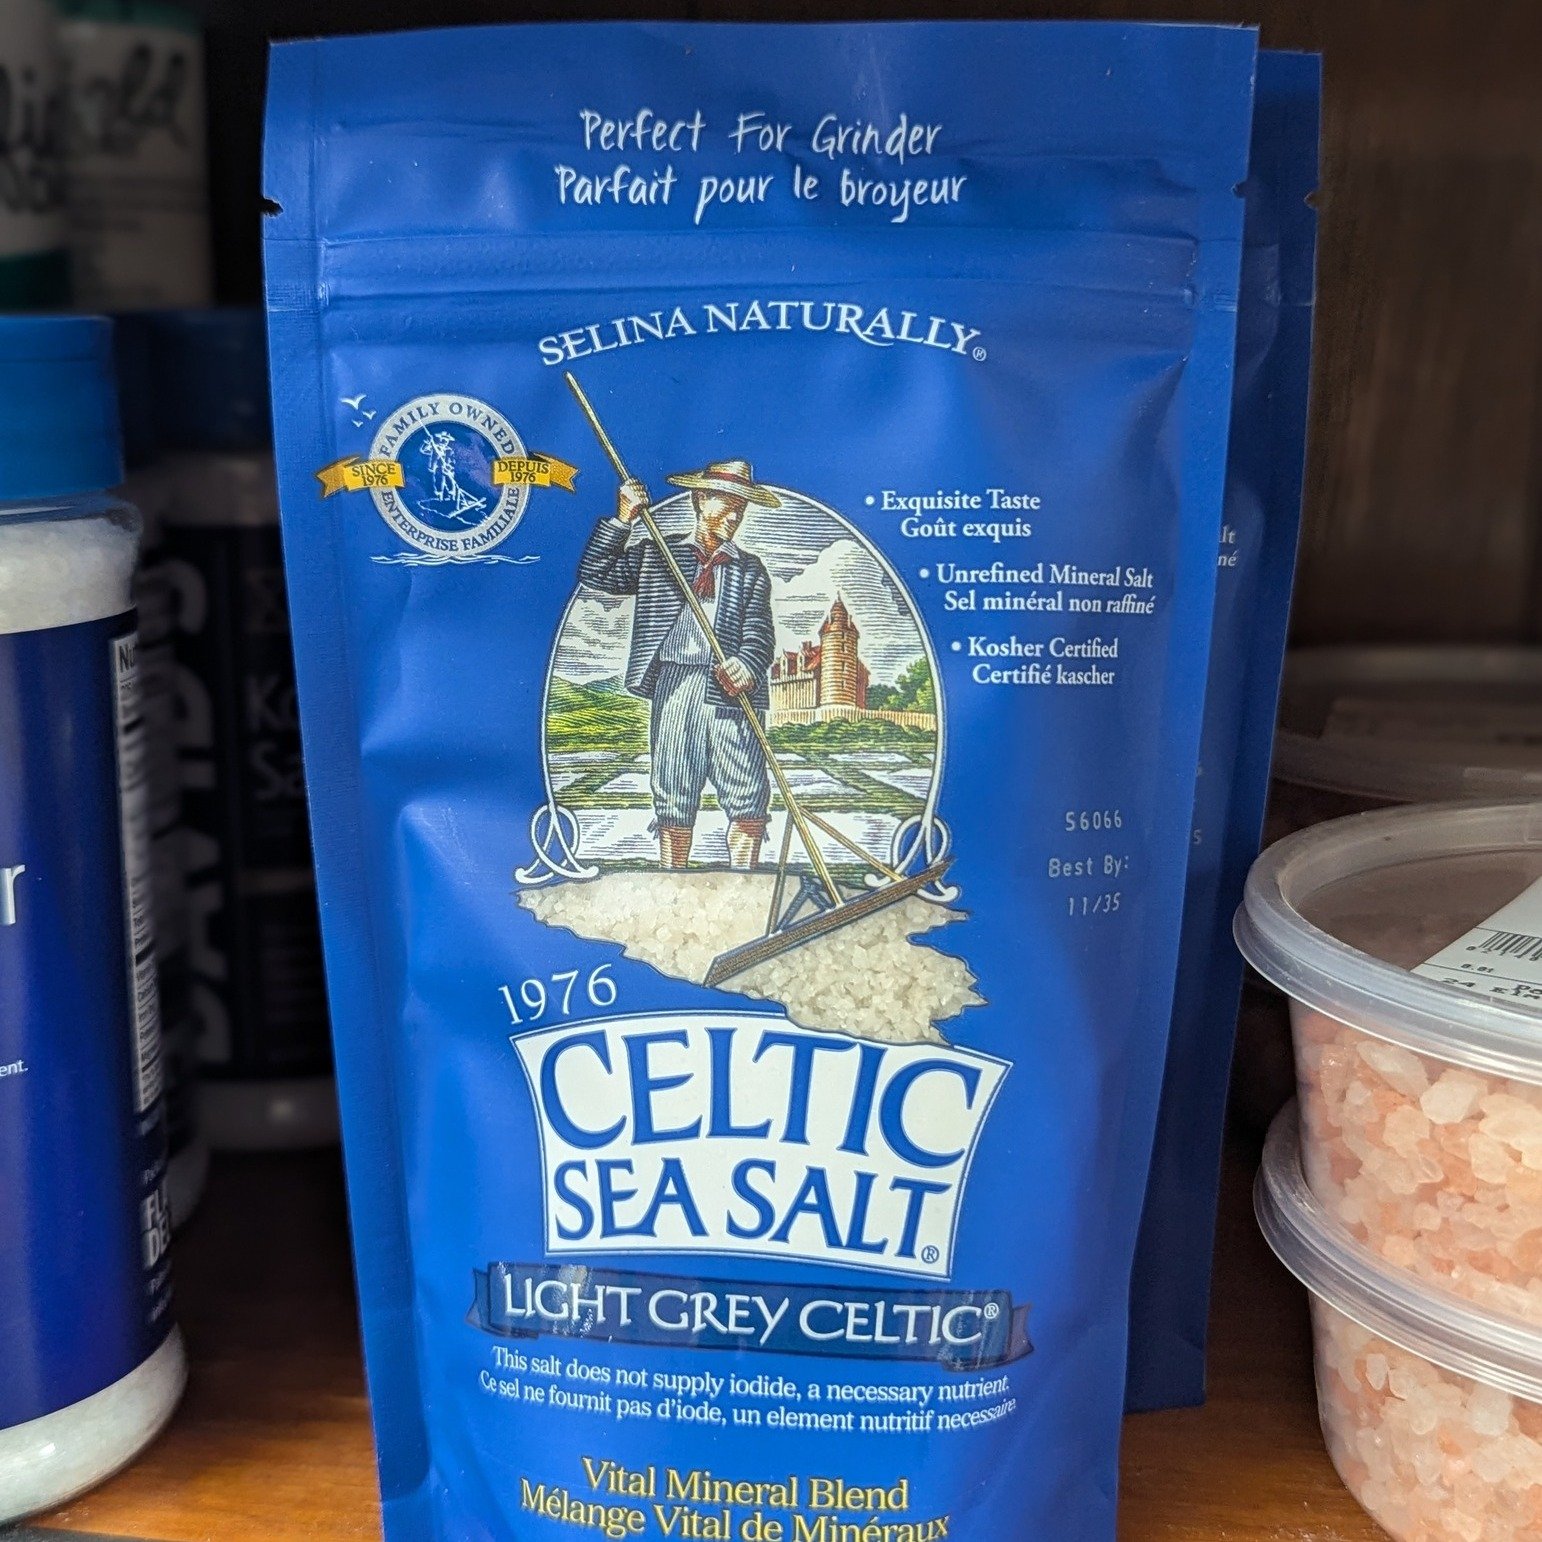 Perfect For Grinder
Parfait pour le broyeur
SELINA NATURALLY®
FAMILY OWNED
SINCE 1976
DEPUIS 1976
ENTERPRISE FAMILIALE
• Exquisite Taste
Goût exquis
• Unrefined Mineral Salt
Sel minéral non raffiné
• Kosher Certified
Certifié kascher
S6066
Best By:
11/35
1976
CELTIC
SEA SALT®
LIGHT GREY CELTIC®
This salt does not supply iodide, a necessary nutrient.
Ce sel ne fournit pas d'iode, un element nutritif necessaire.
Vital Mineral Blend
Mélange Vital de Minéraux